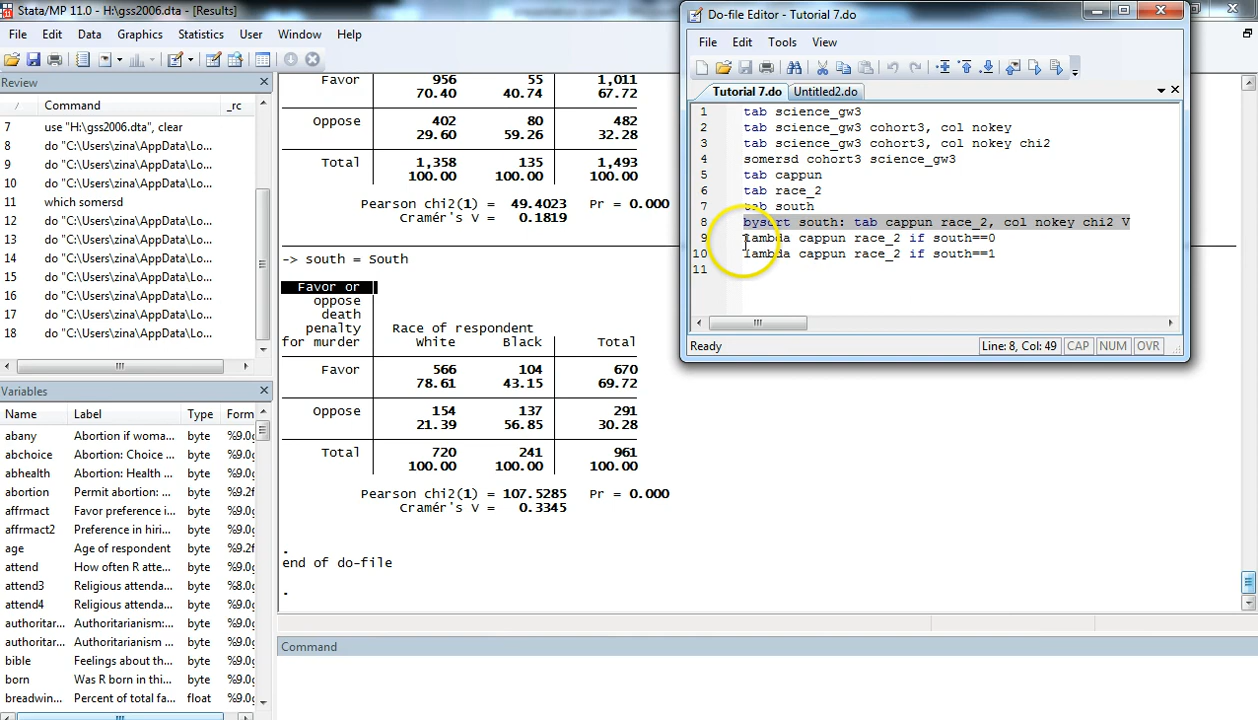 Stata/MP 11.0 - H:\gss2006.dta - [Results]
File Edit Data Graphics Statistics User Window Help
Review
Command _rc
7 use "H:\gss2006.dta", clear
8 do "C:\Users\zina\AppData\Lo...
9 do "C:\Users\zina\AppData\Lo...
10 do "C:\Users\zina\AppData\Lo...
11 which somersd
12 do "C:\Users\zina\AppData\Lo...
13 do "C:\Users\zina\AppData\Lo...
14 do "C:\Users\zina\AppData\Lo...
15 do "C:\Users\zina\AppData\Lo...
16 do "C:\Users\zina\AppData\Lo...
17 do "C:\Users\zina\AppData\Lo...
18 do "C:\Users\zina\AppData\Lo...
Variables
Name Label Type Form
abany Abortion if woma... byte %9.0g
abchoice Abortion: Choice ... byte %9.0g
abhealth Abortion: Health ... byte %9.0g
abortion Permit abortion: ... byte %9.2f
affrmact Favor preference i... byte %9.0g
affrmact2 Preference in hiri... byte %9.0g
age Age of respondent byte %9.2g
attend How often R atte... byte %9.0g
attend3 Religious attenda... byte %8.0g
attend4 Religious attenda... byte %9.0g
authoritar... Authoritarianism: ... byte %9.0g
authoritar... Authoritarianism ... byte %9.0g
bible Feelings about th... byte %9.0g
born Was R born in thi... byte %9.0g
breadwin... Percent of total fa... float %9.0g
Favor 956 55 1,011
70.40 40.74 67.72
Oppose 402 80 482
29.60 59.26 32.28
Total 1,358 135 1,493
100.00 100.00 100.00
Pearson chi2(1) = 49.4023 Pr = 0.000
Cramér's V = 0.1819
-> south = South
Favor or
oppose
death
penalty Race of respondent
for murder White Black Total
Favor 566 104 670
78.61 43.15 69.72
Oppose 154 137 291
21.39 56.85 30.28
Total 720 241 961
100.00 100.00 100.00
Pearson chi2(1) = 107.5285 Pr = 0.000
Cramér's V = 0.3345
.
end of do-file
.
Command
Do-file Editor - Tutorial 7.do
File Edit Tools View
Tutorial 7.do Untitled2.do
1 tab science_gw3
2 tab science_gw3 cohort3, col nokey
3 tab science_gw3 cohort3, col nokey chi2
4 somersd cohort3 science_gw3
5 tab cappun
6 tab race_2
7 tab south
8 bysort south: tab cappun race_2, col nokey chi2 V
9 lambda cappun race_2 if south==0
10 lambda cappun race_2 if south==1
11
Ready Line: 8, Col: 49 CAP NUM OVR